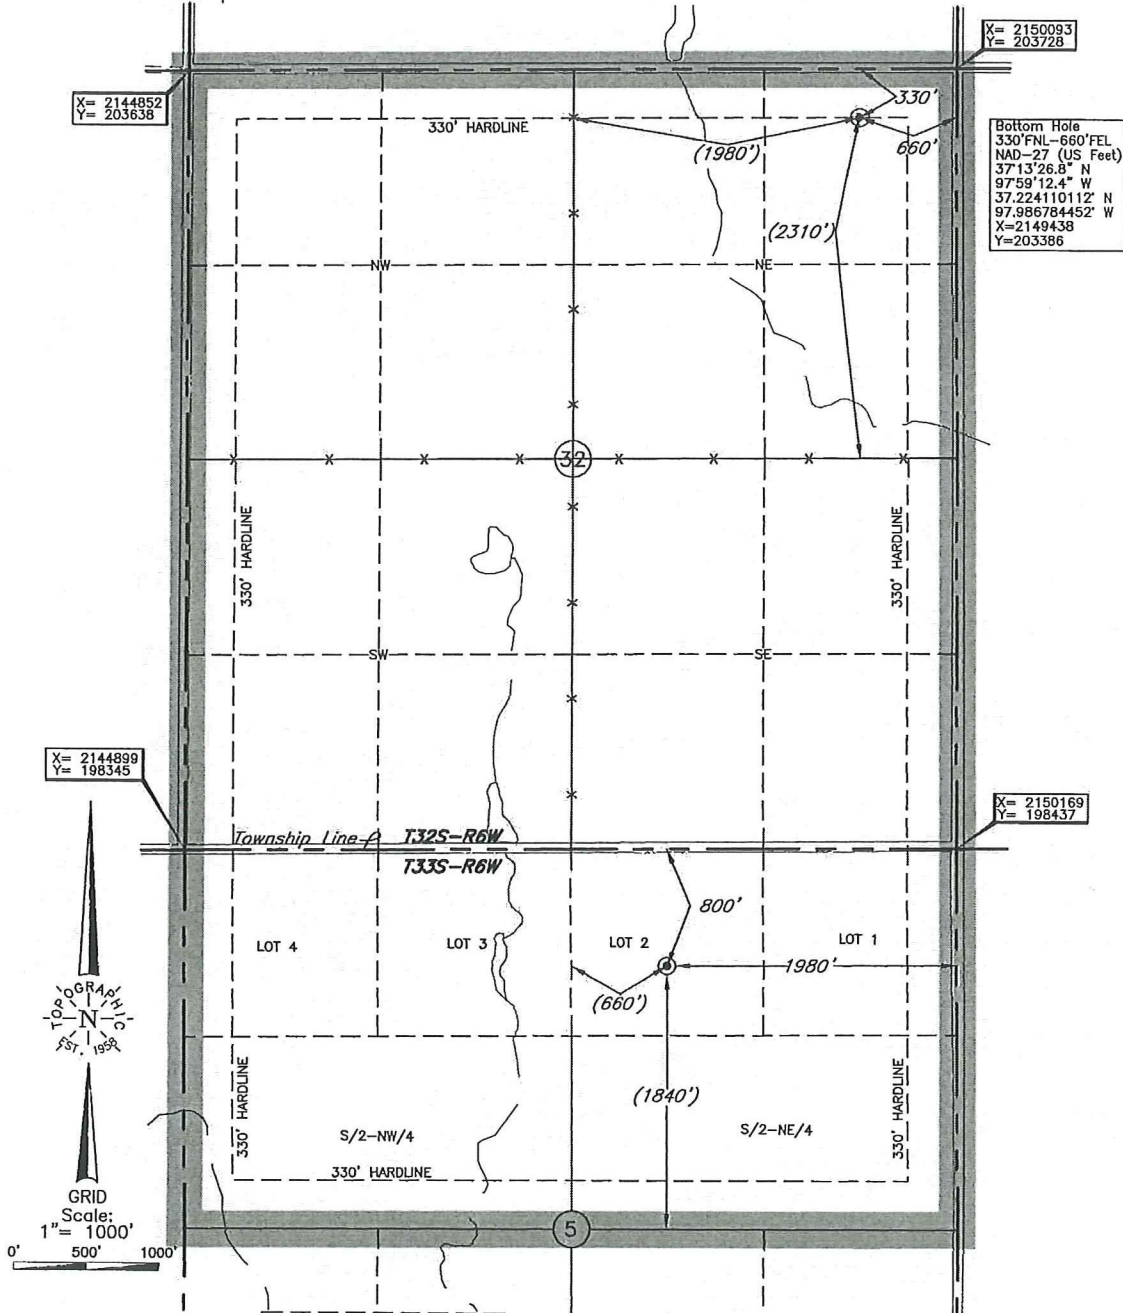 X= 2150093
Y= 203728
X= 2144852
Y= 203638
330'
330' HARDLINE
(1980')
660'
Bottom Hole
330'FNL-660'FEL
NAD-27 (US Feet)
37°13'26.8" N
97°59'12.4" W
37.224110112° N
97.986784452° W
X=2149438
Y=203386
(2310')
NW
NE
32
330' HARDLINE
330' HARDLINE
SW
SE
X= 2144899
Y= 198345
X= 2150169
Y= 198437
Township Line
T32S-R6W
T33S-R6W
800'
LOT 4
LOT 3
LOT 2
LOT 1
1980'
(660')
TOPOGRAPHIC
N
EST. 1958
330' HARDLINE
330' HARDLINE
(1840')
S/2-NW/4
S/2-NE/4
330' HARDLINE
GRID
Scale:
1"= 1000'
0' 500' 1000'
5